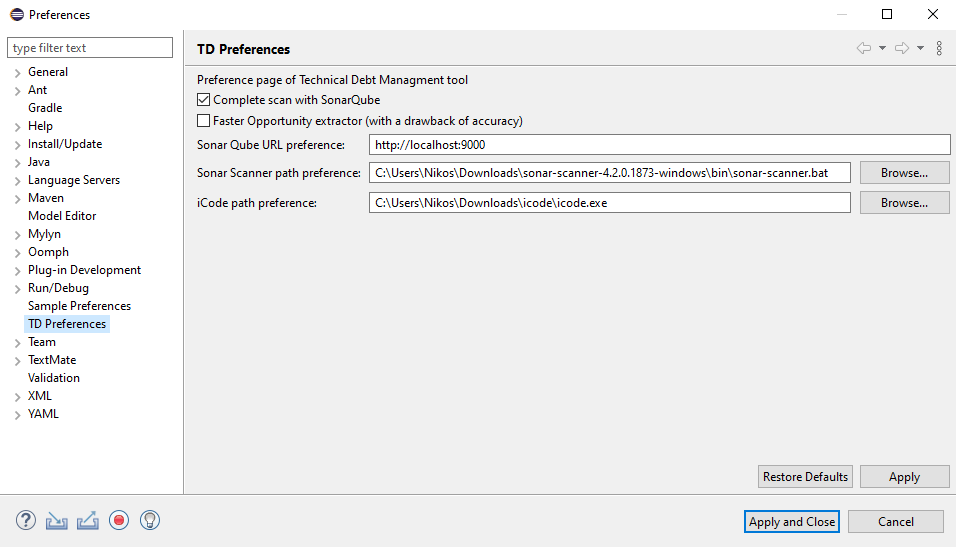 Preferences
type filter text
General
Ant
Gradle
Help
Install/Update
Java
Language Servers
Maven
Model Editor
Mylyn
Oomph
Plug-in Development
Run/Debug
Sample Preferences
TD Preferences
Team
TextMate
Validation
XML
YAML
TD Preferences
Preference page of Technical Debt Managment tool
Complete scan with SonarQube
Faster Opportunity extractor (with a drawback of accuracy)
Sonar Qube URL preference: http://localhost:9000
Sonar Scanner path preference: C:\Users\Nikos\Downloads\sonar-scanner-4.2.0.1873-windows\bin\sonar-scanner.bat Browse...
iCode path preference: C:\Users\Nikos\Downloads\icode\icode.exe Browse...
Restore Defaults Apply
? Apply and Close Cancel